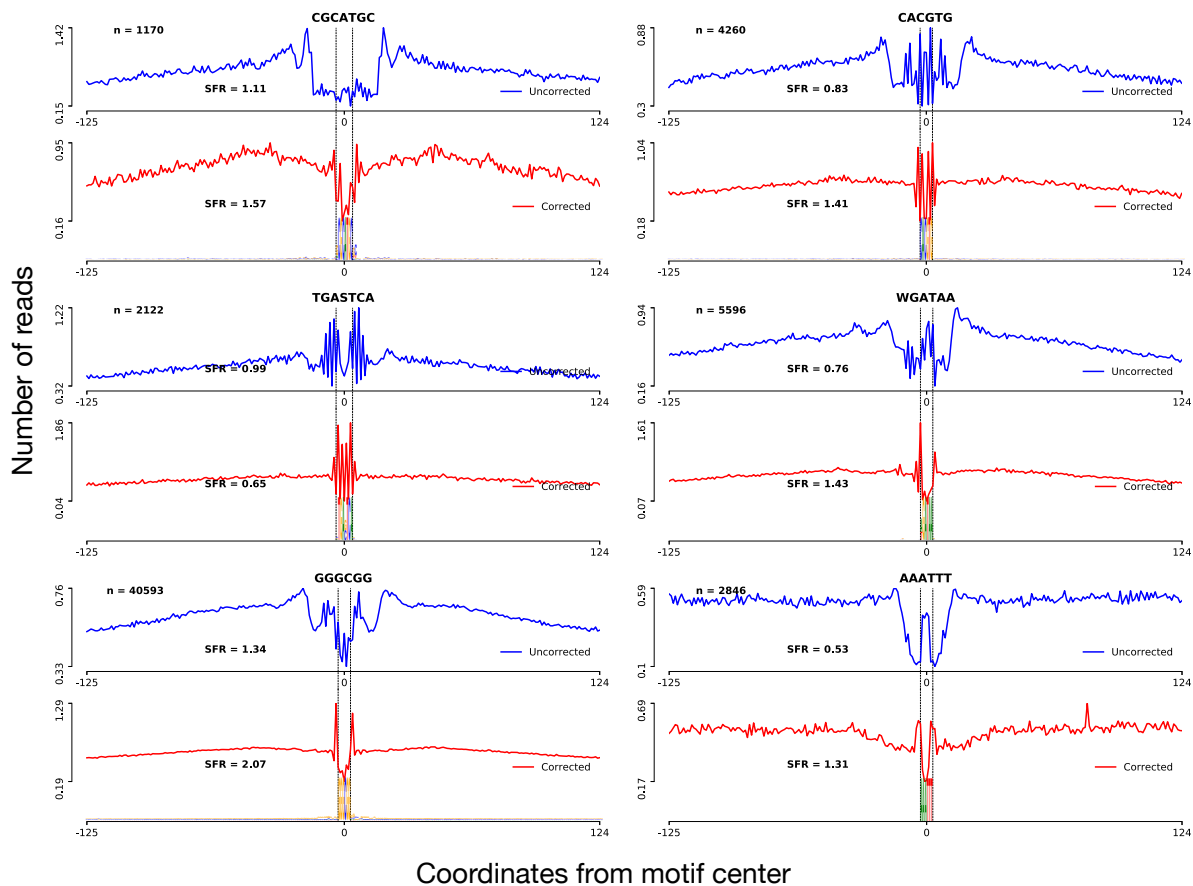 CGCATGC
n = 1170
1.42
0.15
SFR = 1.11
Uncorrected
-125
0
124
0.95
0.16
SFR = 1.57
Corrected
-125
0
124
CACGTG
n = 4260
0.88
0.3
SFR = 0.83
Uncorrected
-125
0
124
1.04
0.18
SFR = 1.41
Corrected
-125
0
124
Number of reads
TGASTCA
n = 2122
1.22
0.32
SFR = 0.99
Uncorrected
-125
0
124
1.86
0.04
SFR = 0.65
Corrected
-125
0
124
WGATAA
n = 5596
0.94
0.16
SFR = 0.76
Uncorrected
-125
0
124
1.61
0.07
SFR = 1.43
Corrected
-125
0
124
GGGCGG
n = 40593
0.76
0.33
SFR = 1.34
Uncorrected
-125
0
124
1.29
0.19
SFR = 2.07
Corrected
-125
0
124
AAATTT
n = 2846
0.59
0.1
SFR = 0.53
Uncorrected
-125
0
124
0.69
0.17
SFR = 1.31
Corrected
-125
0
124
Coordinates from motif center